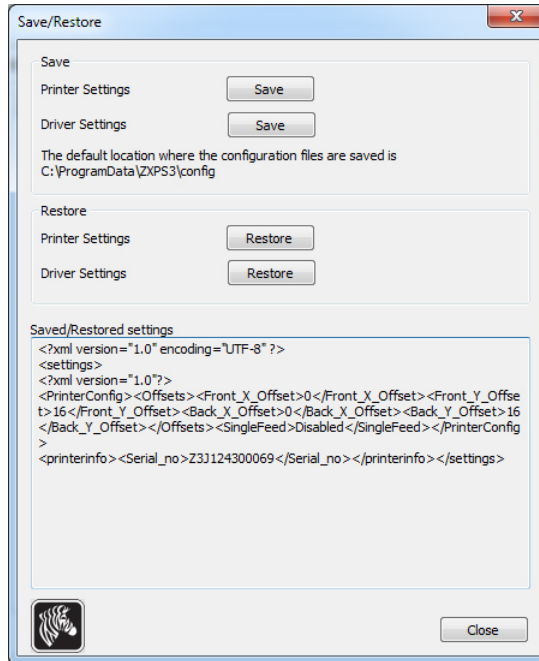 Save/Restore
Save
Printer Settings
Save
Driver Settings
Save
The default location where the configuration files are saved is
C:\ProgramData\ZXPS3\config
Restore
Printer Settings
Restore
Driver Settings
Restore
Saved/Restored settings
<?xml version="1.0" encoding="UTF-8" ?>
<settings>
<?xml version="1.0"?>
<PrinterConfig><Offsets><Front_X_Offset>0</Front_X_Offset><Front_Y_Offse
t>16</Front_Y_Offset><Back_X_Offset>0</Back_X_Offset><Back_Y_Offset>16
</Back_Y_Offset></Offsets><SingleFeed>Disabled</SingleFeed></PrinterConfig
>
<printerinfo><Serial_no>Z3J124300069</Serial_no></printerinfo></settings>
Close